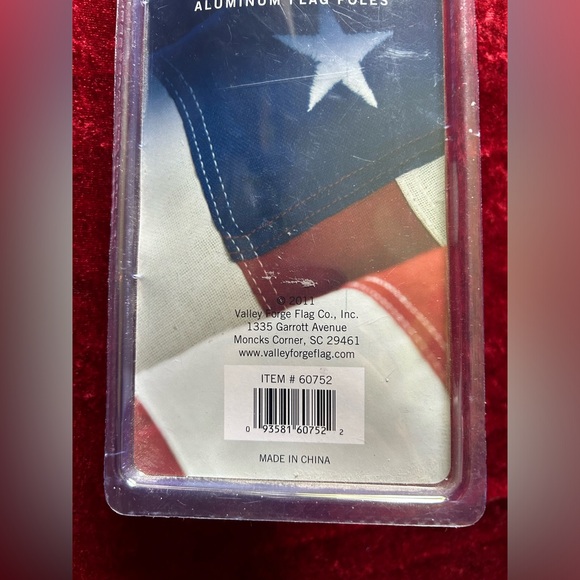 ALUMINUM FLAG POLES
© 2011
Valley Forge Flag Co., Inc.
1335 Garrott Avenue
Moncks Corner, SC 29461
www.valleyforgeflag.com
ITEM # 60752
0 93581 60752 2
MADE IN CHINA